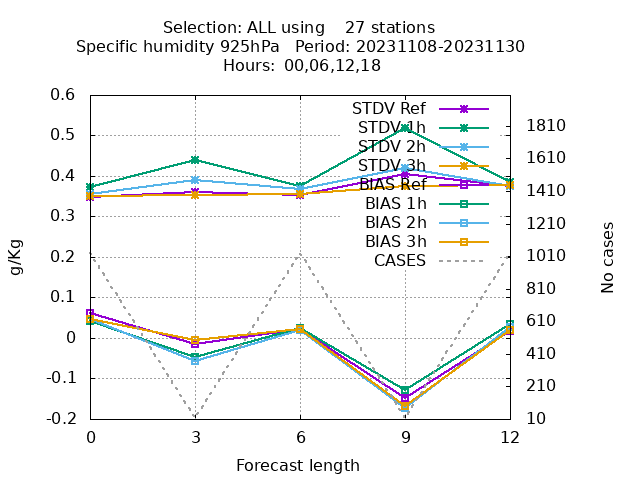 Selection: ALL using    27 stations
Specific humidity 925hPa   Period: 20231108-20231130
Hours: 00,06,12,18
0.6
0.5
0.4
0.3
0.2
0.1
0
-0.1
-0.2
g/Kg
STDV Ref
STDV 1h
STDV 2h
STDV 3h
BIAS Ref
BIAS 1h
BIAS 2h
BIAS 3h
CASES
1810
1610
1410
1210
1010
810
610
410
210
10
No cases
0 3 6 9 12
Forecast length